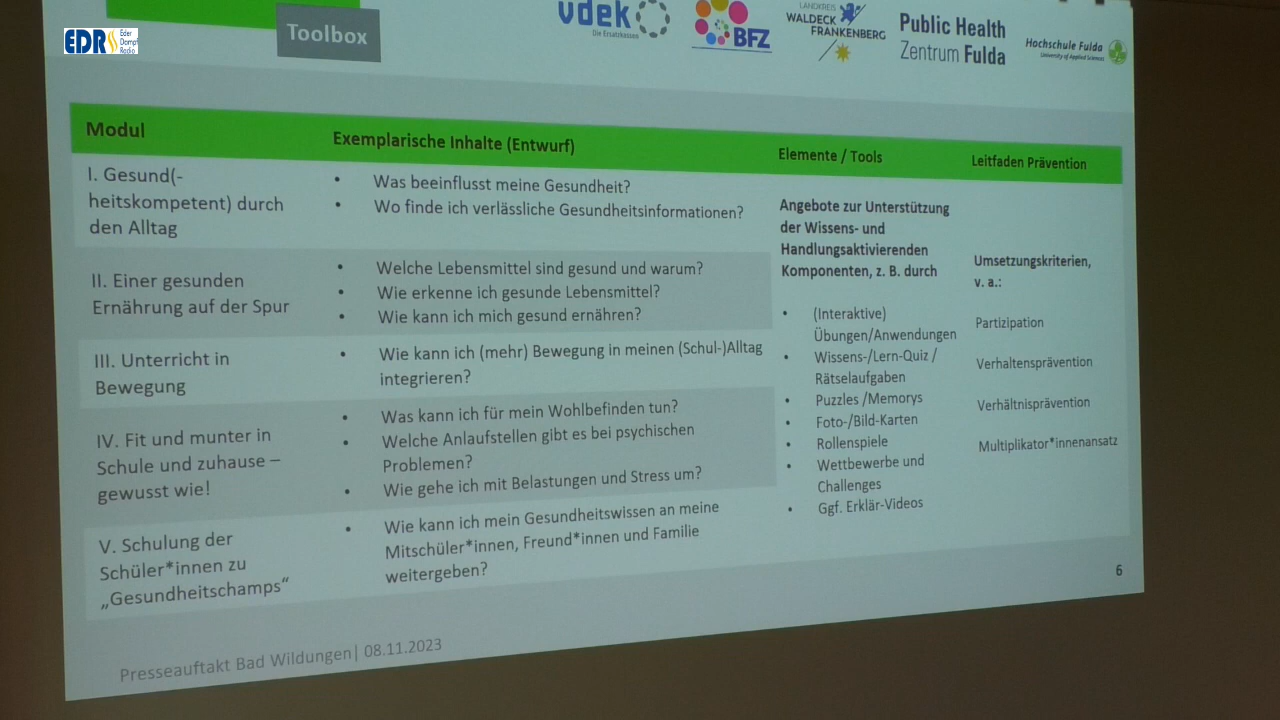 EDR Eder Dampf Radio
Toolbox
vdek
Die Ersatzkassen
BFZ
LANDKREIS
WALDECK
FRANKENBERG
Public Health
Zentrum Fulda
Hochschule Fulda
University of Applied Sciences
Modul
Exemplarische Inhalte (Entwurf)
Elemente / Tools
Leitfaden Prävention
I. Gesund(-
heitskompetent) durch
den Alltag
• Was beeinflusst meine Gesundheit?
• Wo finde ich verlässliche Gesundheitsinformationen?
II. Einer gesunden
Ernährung auf der Spur
• Welche Lebensmittel sind gesund und warum?
• Wie erkenne ich gesunde Lebensmittel?
• Wie kann ich mich gesund ernähren?
III. Unterricht in
Bewegung
• Wie kann ich (mehr) Bewegung in meinen (Schul-)Alltag
integrieren?
IV. Fit und munter in
Schule und zuhause –
gewusst wie!
• Was kann ich für mein Wohlbefinden tun?
• Welche Anlaufstellen gibt es bei psychischen
Problemen?
• Wie gehe ich mit Belastungen und Stress um?
V. Schulung der
Schüler*innen zu
„Gesundheitschamps“
• Wie kann ich mein Gesundheitswissen an meine
Mitschüler*innen, Freund*innen und Familie
weitergeben?
Angebote zur Unterstützung
der Wissens- und
Handlungsaktivierenden
Komponenten, z. B. durch
• (Interaktive)
Übungen/Anwendungen
• Wissens-/Lern-Quiz /
Rätselaufgaben
• Puzzles /Memorys
• Foto-/Bild-Karten
• Rollenspiele
• Wettbewerbe und
Challenges
• Ggf. Erklär-Videos
Umsetzungskriterien,
v. a.:
Partizipation
Verhaltensprävention
Verhältnisprävention
Multiplikator*innenansatz
6
Presseauftakt Bad Wildungen| 08.11.2023